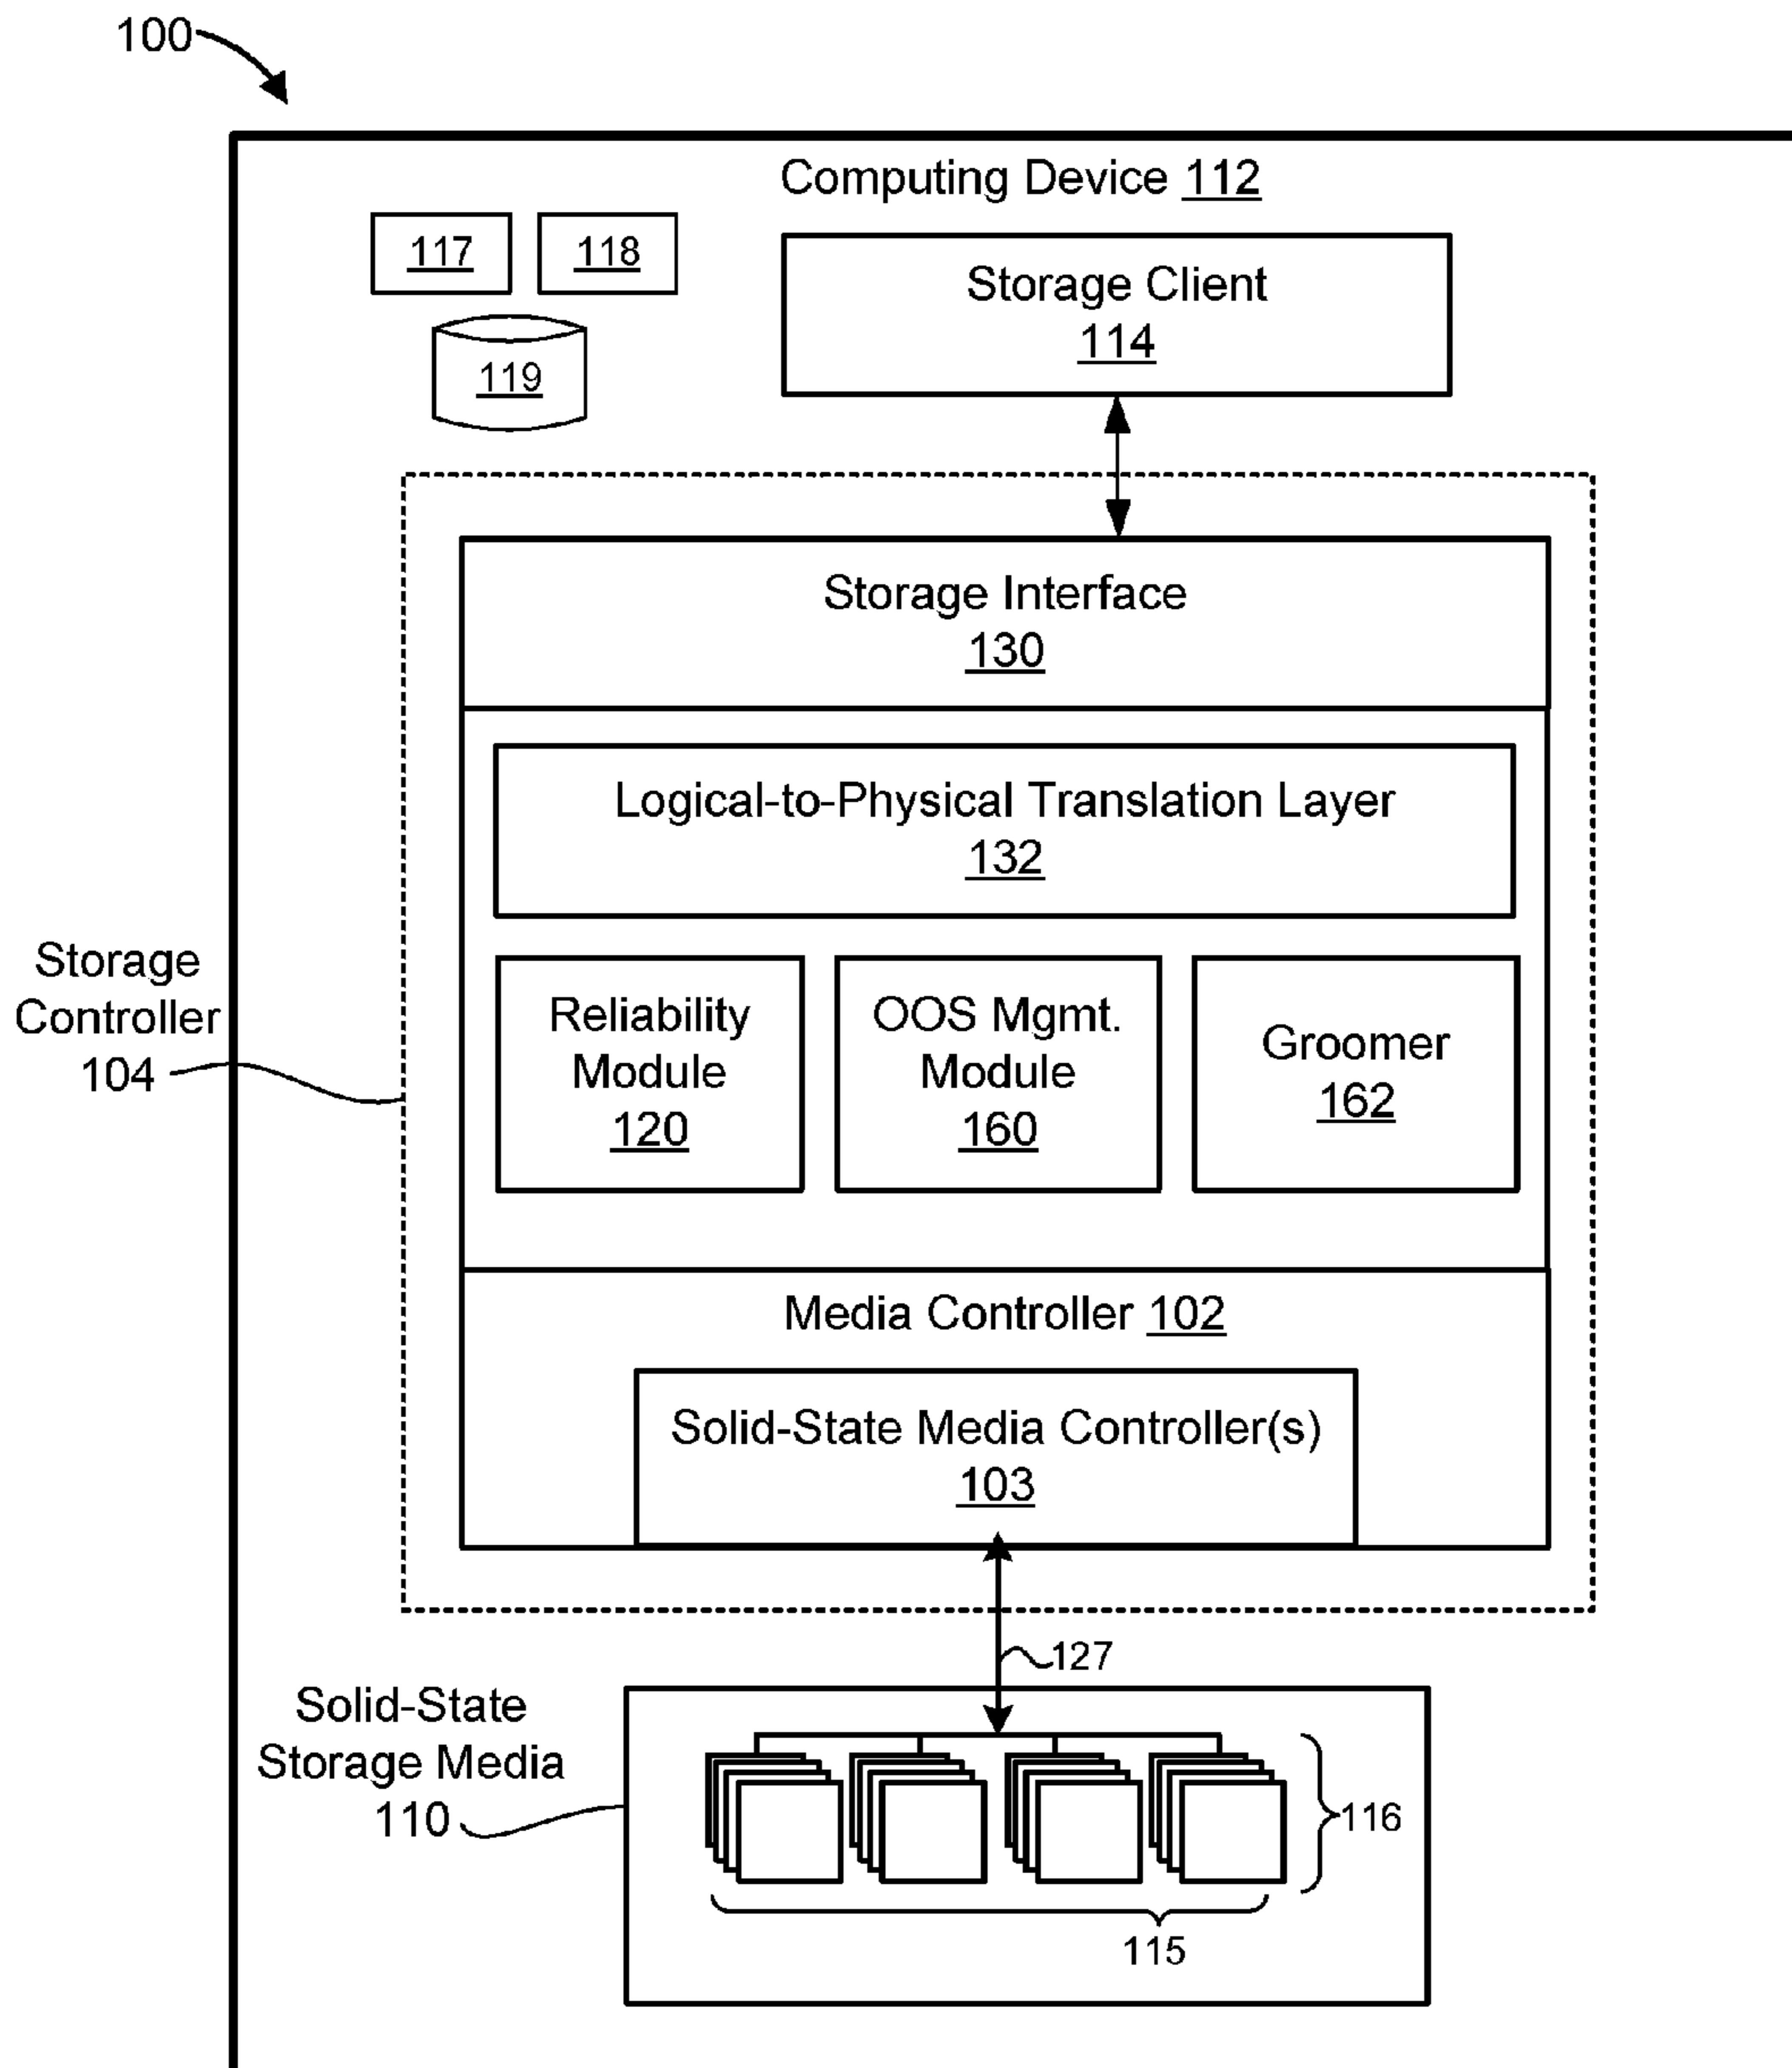 100
Computing Device 112
117
118
119
Storage Client
114
Storage Interface
130
Logical-to-Physical Translation Layer
132
Storage
Controller
104
Reliability
Module
120
OOS Mgmt.
Module
160
Groomer
162
Media Controller 102
Solid-State Media Controller(s)
103
127
Solid-State
Storage Media
110
116
115